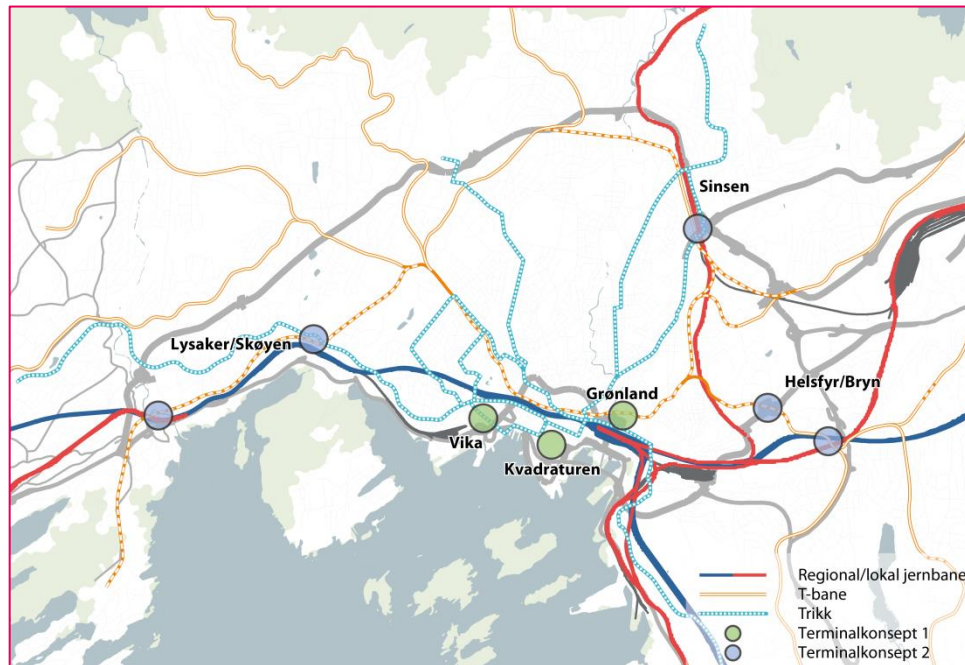 Sinsen
Lysaker/Skøyen
Grønland
Helsfyr/Bryn
Vika
Kvadraturen
Regional/lokal jernbane
T-bane
Trikk
Terminalkonsept 1
Terminalkonsept 2